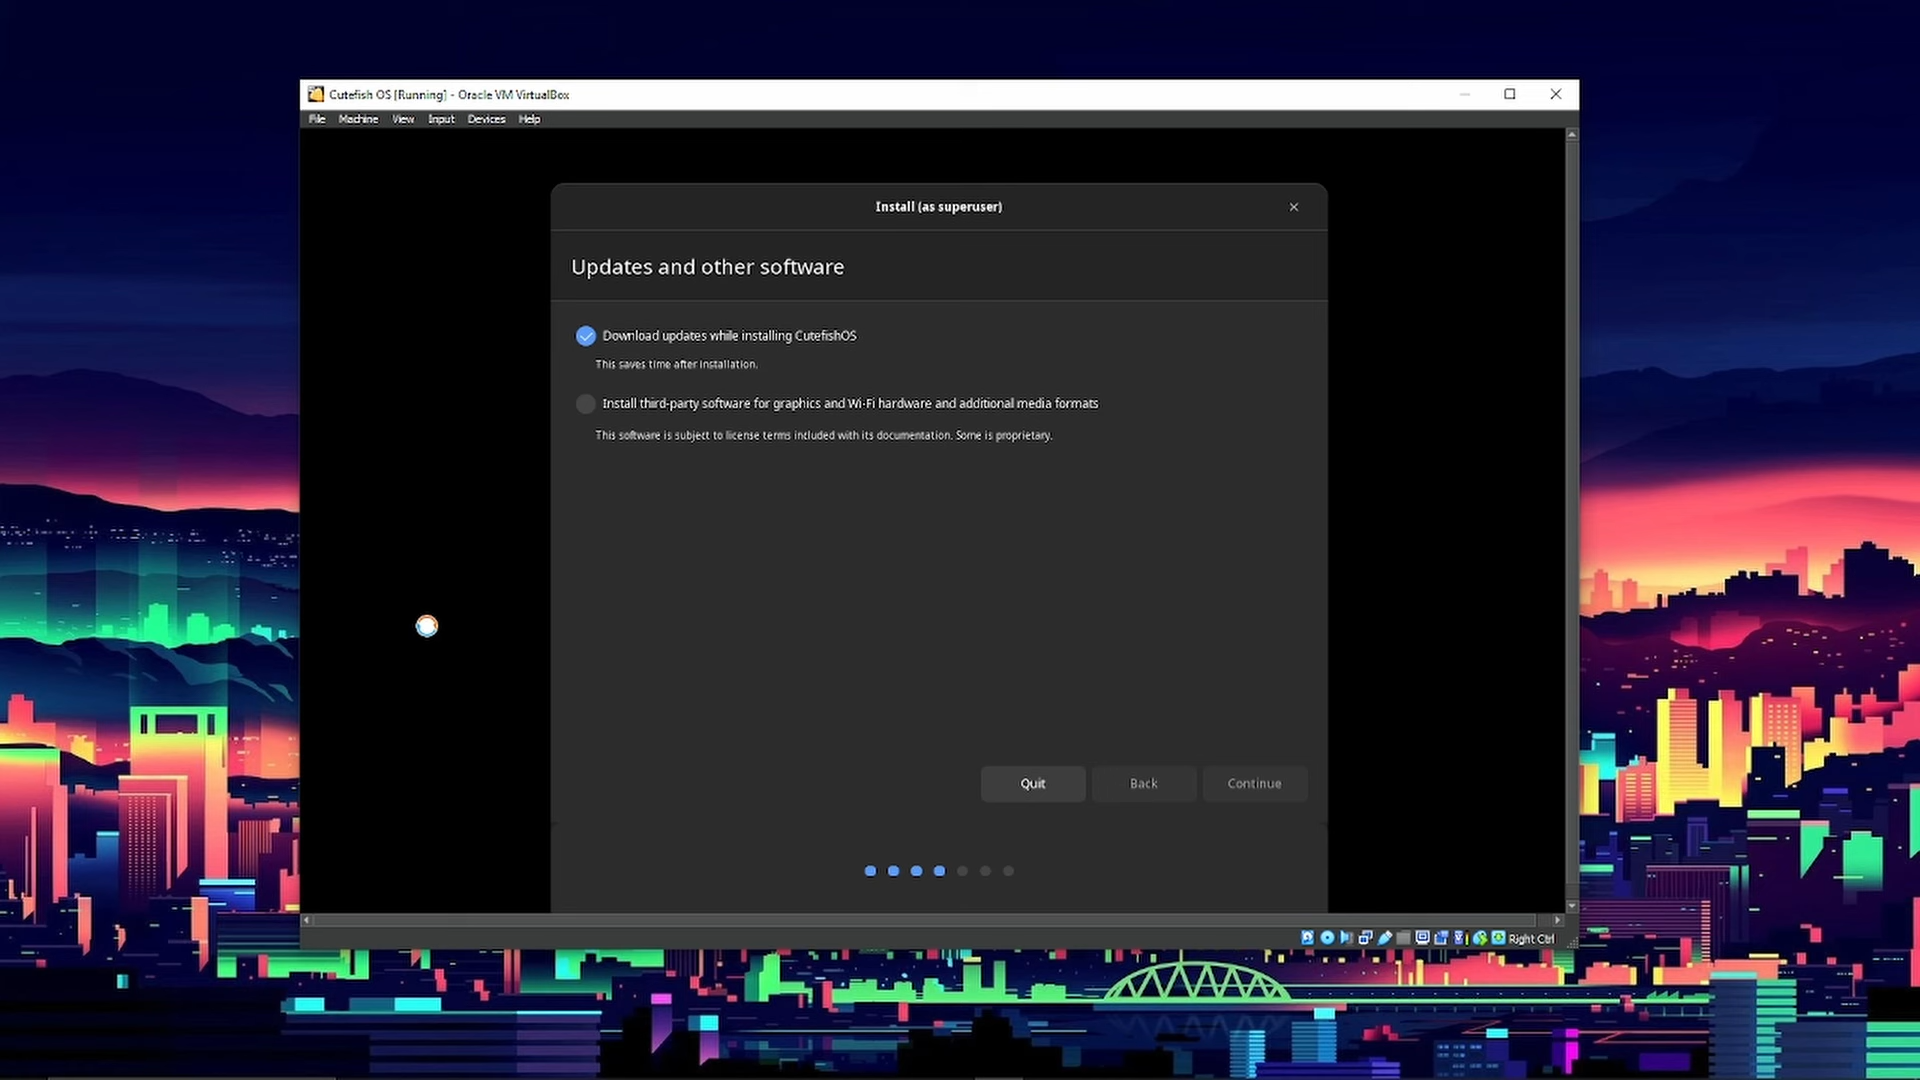 Cutefish OS [Running] - Oracle VM VirtualBox
File Machine View Input Devices Help
Install (as superuser)
Updates and other software
Download updates while installing CutefishOS
This saves time after installation.
Install third-party software for graphics and Wi-Fi hardware and additional media formats
This software is subject to license terms included with its documentation. Some is proprietary.
Quit Back Continue
Right Ctrl